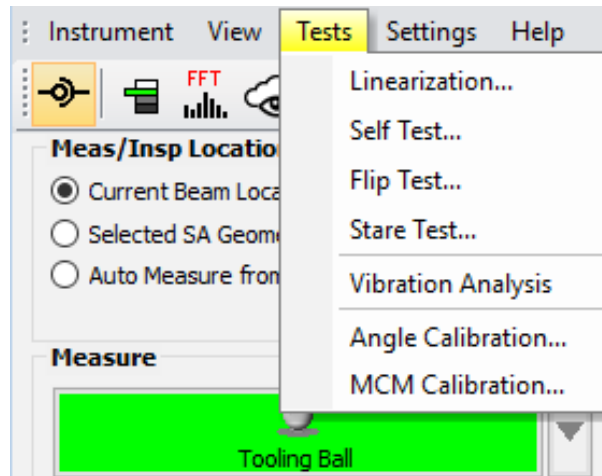 Instrument View Tests Settings Help
FFT
Linearization...
Self Test...
Flip Test...
Stare Test...
Vibration Analysis
Angle Calibration...
MCM Calibration...
Meas/Insp Locatio
Current Beam Loca
Selected SA Geom
Auto Measure from
Measure
Tooling Ball